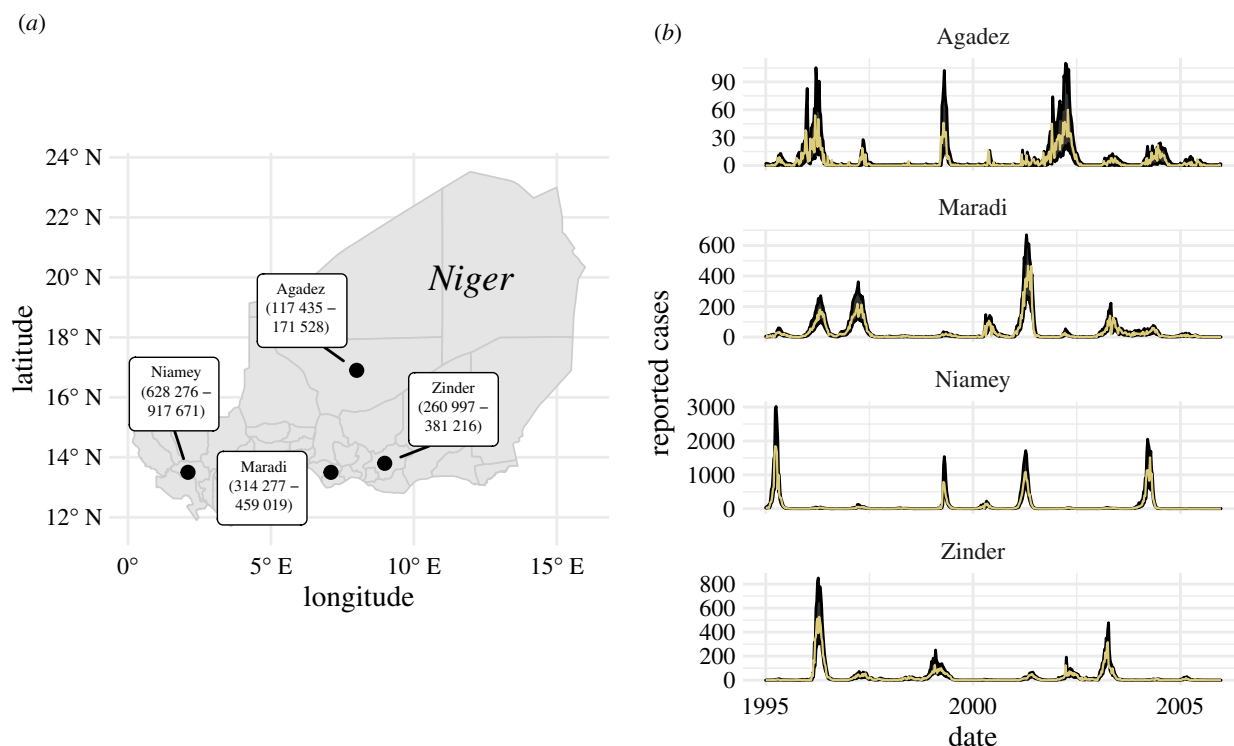 (a)
24° N
22° N
20° N
18° N
16° N
14° N
12° N
latitude
0°
5° E
10° E
15° E
longitude
Niger
Agadez
(117 435 –
171 528)
Niamey
(628 276 –
917 671)
Zinder
(260 997 –
381 216)
Maradi
(314 277 –
459 019)
(b)
reported cases
Agadez
90
60
30
0
Maradi
600
400
200
0
Niamey
3000
2000
1000
0
Zinder
800
600
400
200
0
1995
2000
2005
date